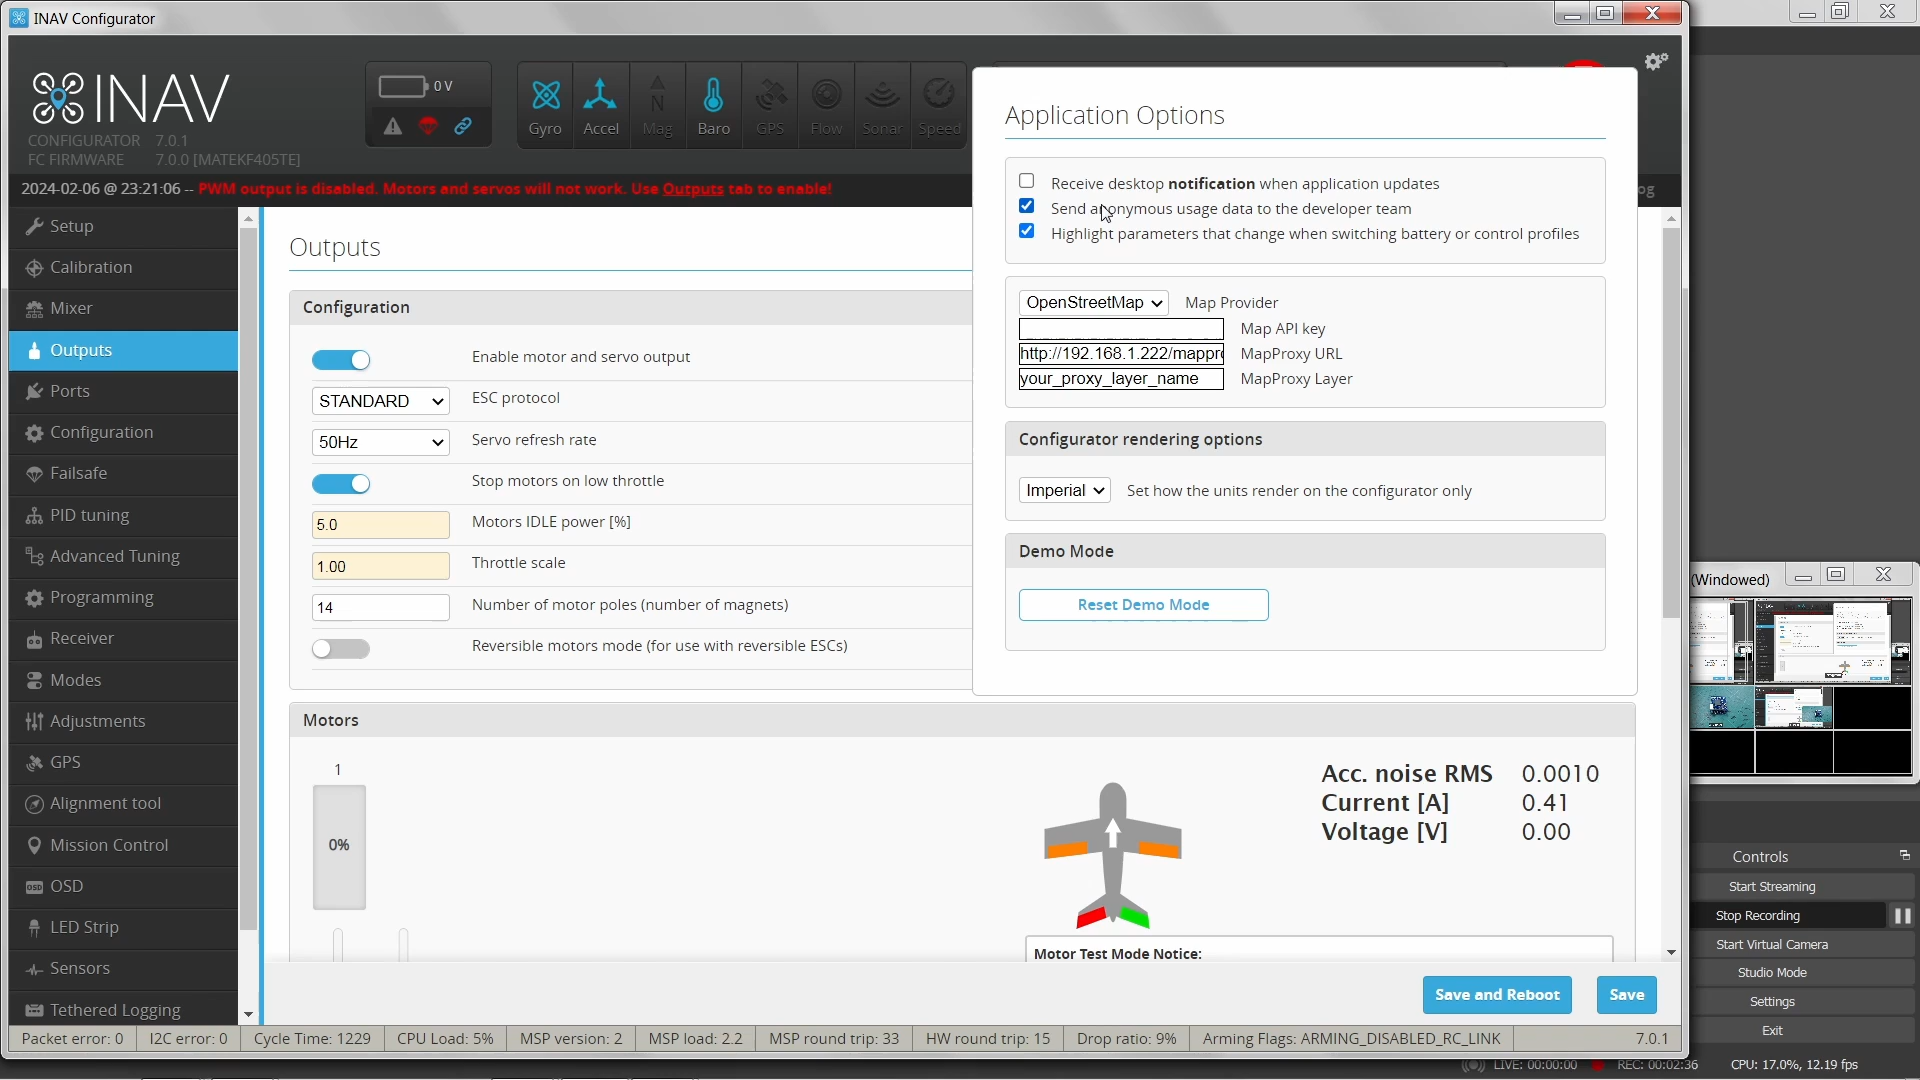 INAV Configurator
INAV
CONFIGURATOR 7.0.1
FC FIRMWARE 7.0.0 [MATEKF405TE]
0 V
Gyro
Accel
Mag
Baro
GPS
Flow
Sonar
Speed
2024-02-06 @ 23:21:06 -- PWM output is disabled. Motors and servos will not work. Use Outputs tab to enable!
og
Setup
Calibration
Mixer
Outputs
Ports
Configuration
Failsafe
PID tuning
Advanced Tuning
Programming
Receiver
Modes
Adjustments
GPS
Alignment tool
Mission Control
OSD
OSD
LED Strip
Sensors
Tethered Logging
Outputs
Configuration
Enable motor and servo output
STANDARD ESC protocol
50Hz Servo refresh rate
Stop motors on low throttle
5.0 Motors IDLE power [%]
1.00 Throttle scale
14 Number of motor poles (number of magnets)
Reversible motors mode (for use with reversible ESCs)
Application Options
Receive desktop notification when application updates
Send anonymous usage data to the developer team
Highlight parameters that change when switching battery or control profiles
OpenStreetMap Map Provider
Map API key
http://192.168.1.222/mappr MapProxy URL
your_proxy_layer_name MapProxy Layer
Configurator rendering options
Imperial Set how the units render on the configurator only
Demo Mode
Reset Demo Mode
Motors
1
0%
Acc. noise RMS 0.0010
Current [A] 0.41
Voltage [V] 0.00
Motor Test Mode Notice:
Save and Reboot
Save
Packet error: 0
I2C error: 0
Cycle Time: 1229
CPU Load: 5%
MSP version: 2
MSP load: 2.2
MSP round trip: 33
HW round trip: 15
Drop ratio: 9%
Arming Flags: ARMING_DISABLED_RC_LINK
7.0.1
(Windowed)
Controls
Start Streaming
Stop Recording
Start Virtual Camera
Studio Mode
Settings
Exit
LIVE: 00:00:00
REC: 00:02:36
CPU: 17.0%, 12.19 fps